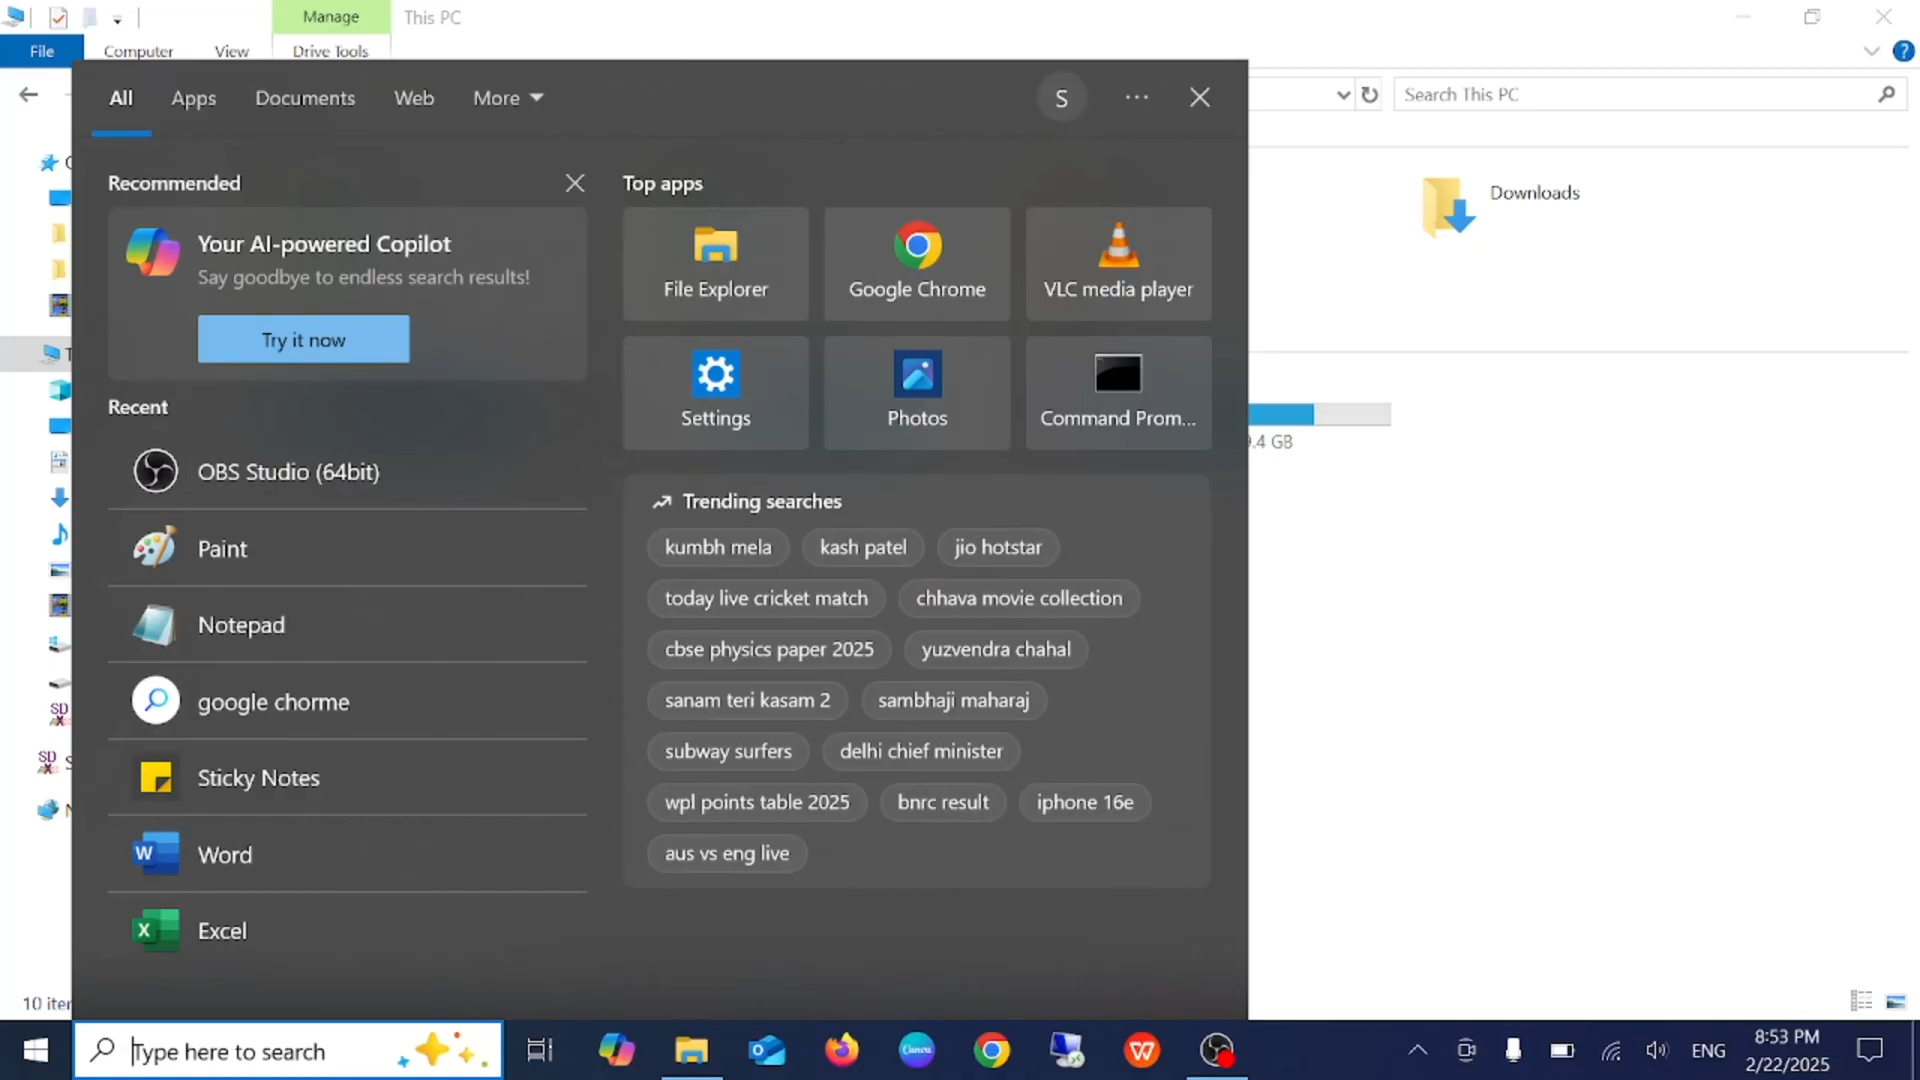 Manage
This PC
File
Computer
View
Drive Tools
All
Apps
Documents
Web
More
S
Search This PC
Recommended
Top apps
Your AI-powered Copilot
Say goodbye to endless search results!
Try it now
File Explorer
Google Chrome
VLC media player
Settings
Photos
Command Prom...
Downloads
9.4 GB
Recent
OBS Studio (64bit)
Paint
Notepad
google chorme
Sticky Notes
Word
Excel
Trending searches
kumbh mela
kash patel
jio hotstar
today live cricket match
chhava movie collection
cbse physics paper 2025
yuzvendra chahal
sanam teri kasam 2
sambhaji maharaj
subway surfers
delhi chief minister
wpl points table 2025
bnrc result
iphone 16e
aus vs eng live
10 iter
Type here to search
ENG
8:53 PM
2/22/2025